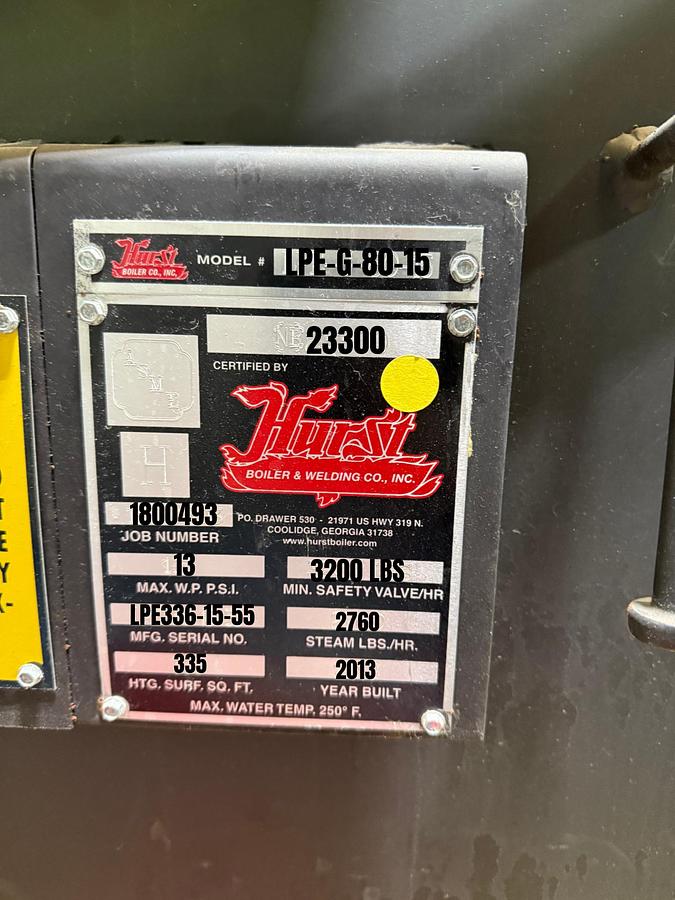 Hurst
BOILER CO., INC.
MODEL # LPE-G-80-15
NB 23300
CERTIFIED BY
ASME
H
Hurst
BOILER & WELDING CO., INC.
1800493
JOB NUMBER
P.O. DRAWER 530 - 21971 US HWY 319 N.
COOLIDGE, GEORGIA 31738
www.hurstboiler.com
13
MAX. W.P. P.S.I.
3200 LBS
MIN. SAFETY VALVE/HR
LPE336-15-55
MFG. SERIAL NO.
2760
STEAM LBS./HR.
335
HTG. SURF. SQ. FT.
2013
YEAR BUILT
MAX. WATER TEMP. 250° F.